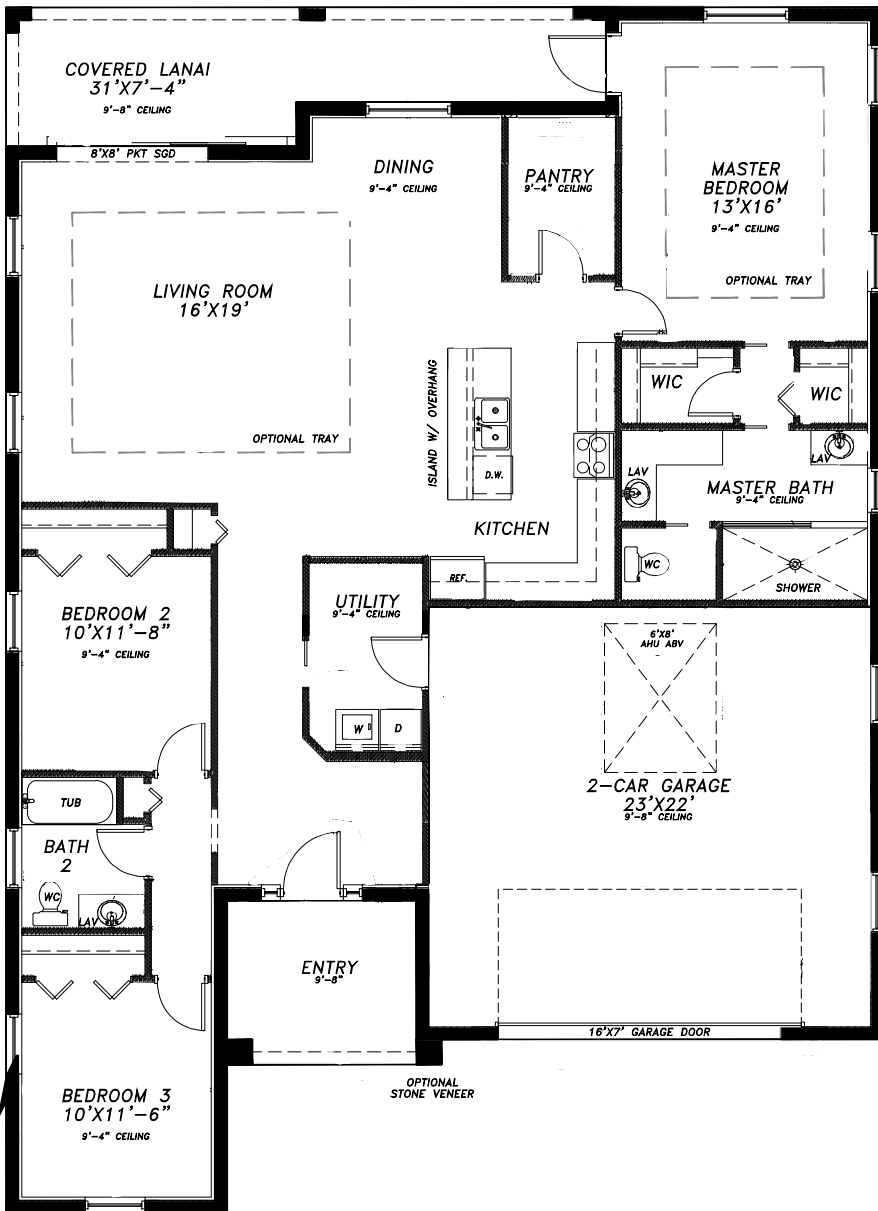 COVERED LANAI
31'X7'-4"
9'-8" CEILING
8'X8' PKT SGD
DINING
9'-4" CEILING
PANTRY
9'-4" CEILING
MASTER
BEDROOM
13'X16'
9'-4" CEILING
OPTIONAL TRAY
LIVING ROOM
16'X19'
OPTIONAL TRAY
ISLAND W/ OVERHANG
D.W.
KITCHEN
REF.
WIC
WIC
LAV
LAV
MASTER BATH
9'-4" CEILING
WC
SHOWER
BEDROOM 2
10'X11'-8"
9'-4" CEILING
UTILITY
9'-4" CEILING
W
D
6'X8'
AHU ABV
2-CAR GARAGE
23'X22'
9'-8" CEILING
TUB
BATH
2
WC
LAV
ENTRY
9'-8"
16'X7' GARAGE DOOR
OPTIONAL
STONE VENEER
BEDROOM 3
10'X11'-6"
9'-4" CEILING